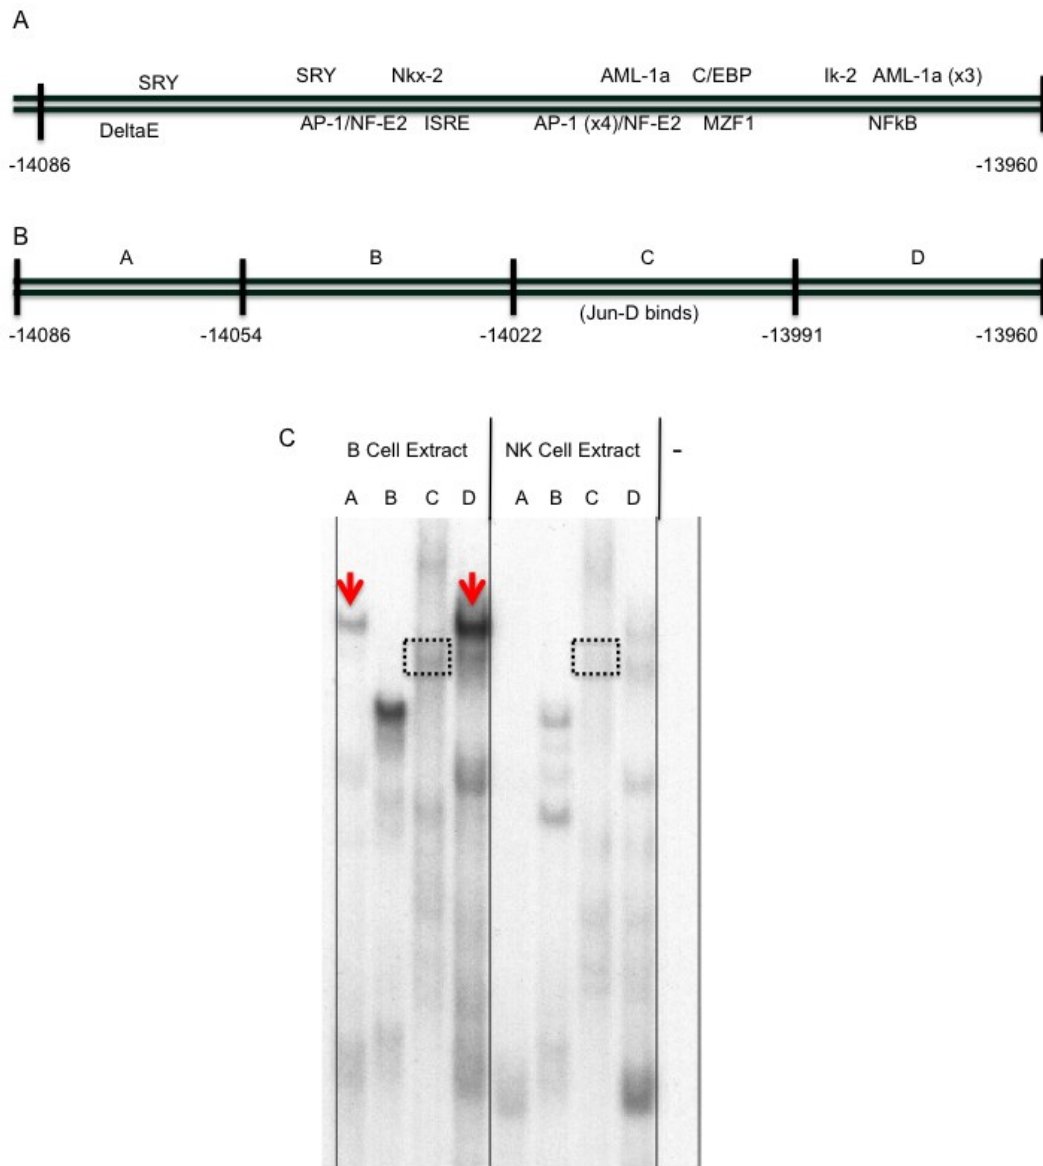 A
SRY Nkx-2 AML-1a C/EBP Ik-2 AML-1a (x3)
SRY
DeltaE AP-1/NF-E2 ISRE AP-1 (x4)/NF-E2 MZF1 NFkB
-14086 -13960
B
A B C D
(Jun-D binds)
-14086 -14054 -14022 -13991 -13960
C
B Cell Extract NK Cell Extract -
A B C D A B C D